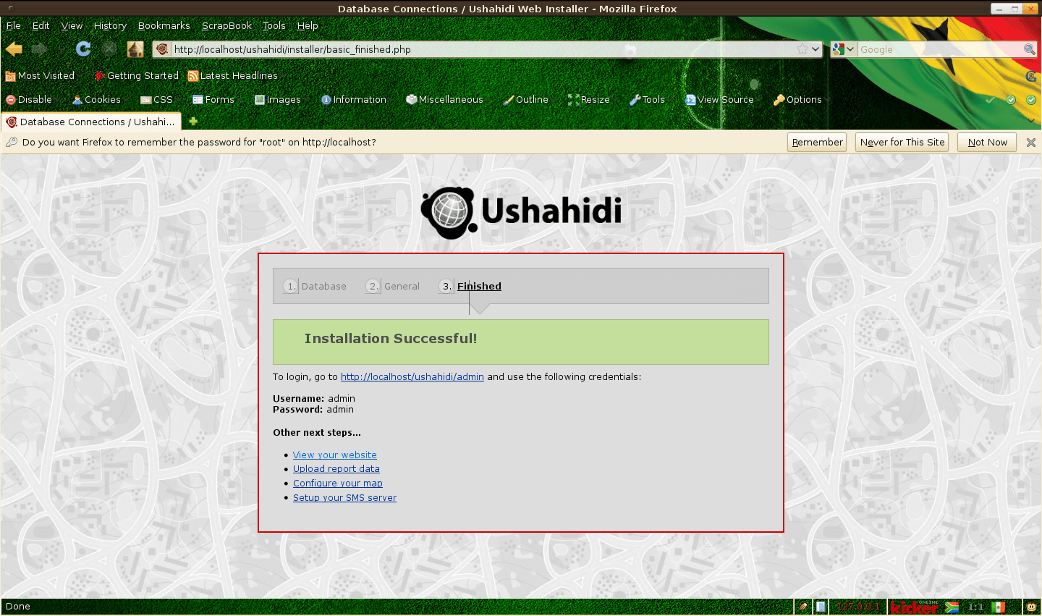 Database Connections / Ushahidi Web Installer - Mozilla Firefox
File Edit View History Bookmarks ScrapBook Tools Help
http://localhost/ushahidi/installer/basic_finished.php
Google
Most Visited Getting Started Latest Headlines
Disable Cookies CSS Forms Images Information Miscellaneous Outline Resize Tools View Source Options
Database Connections / Ushahi...
Do you want Firefox to remember the password for "root" on http://localhost? Remember Never for This Site Not Now
Ushahidi
1. Database 2. General 3. Finished
Installation Successful!
To login, go to http://localhost/ushahidi/admin and use the following credentials:
Username: admin
Password: admin
Other next steps...
• View your website
• Upload report data
• Configure your map
• Setup your SMS server
Done
kicker 1:1